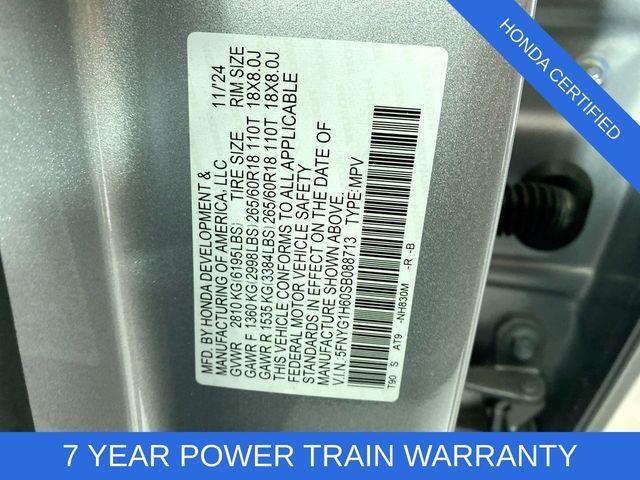 HONDA CERTIFIED
MFD. BY HONDA DEVELOPMENT &
MANUFACTURING OF AMERICA, LLC 11/24
GVWR 2810 KG (6195LBS) TIRE SIZE RIM SIZE
GAWR F 1360 KG (2998LBS) 265/60R18 110T 18X8.0J
GAWR R 1535 KG (3384LBS) 265/60R18 110T 18X8.0J
THIS VEHICLE CONFORMS TO ALL APPLICABLE
FEDERAL MOTOR VEHICLE SAFETY
STANDARDS IN EFFECT ON THE DATE OF
MANUFACTURE SHOWN ABOVE.
V.I.N.:5FNYG1H60SB088713 TYPE:MPV
T90 S AT9 -NH830M -R -B
7 YEAR POWER TRAIN WARRANTY